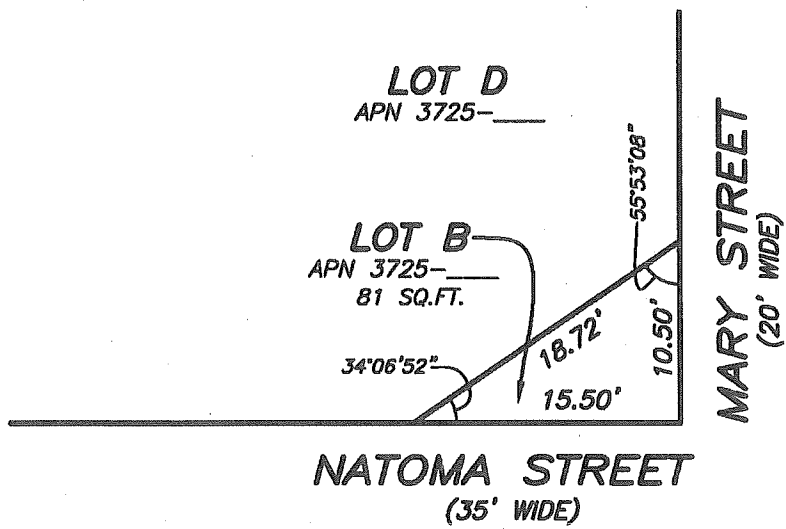 LOT D
APN 3725-____
55°53'08"
LOT B
APN 3725-____
81 SQ.FT.
34°06'52"
18.72'
10.50'
15.50'
MARY STREET
(20' WIDE)
NATOMA STREET
(35' WIDE)